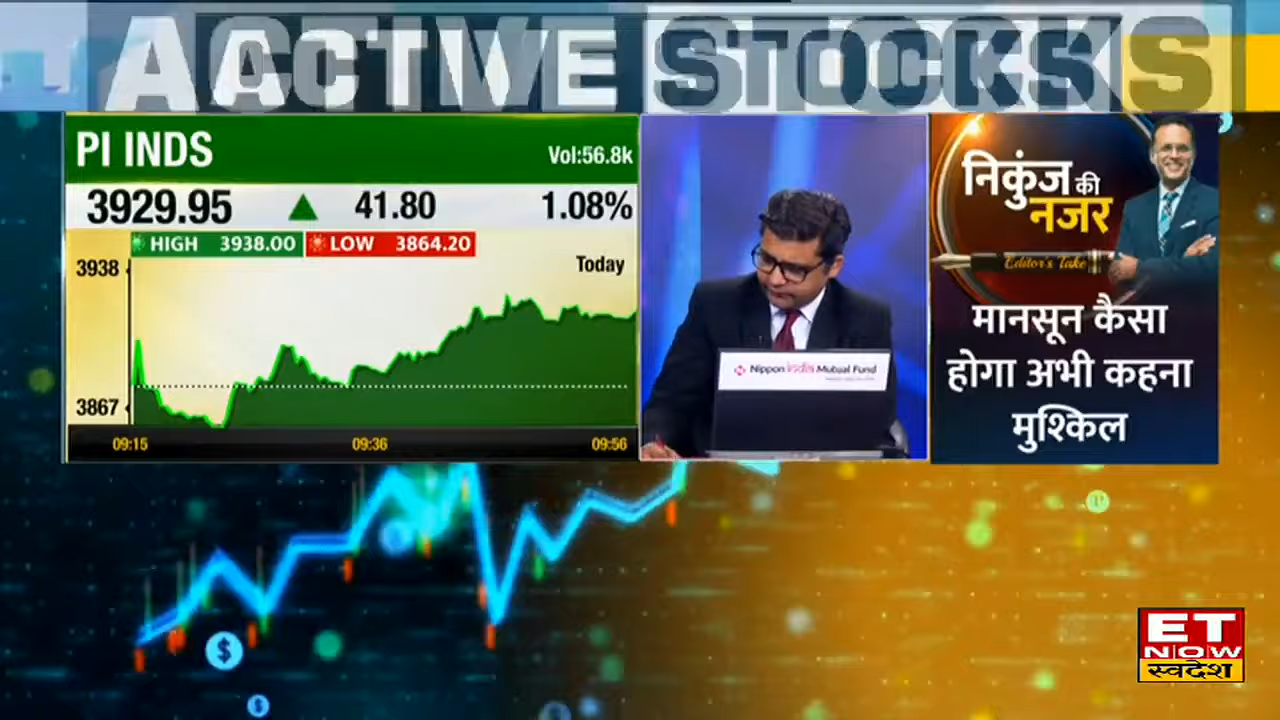 ACTIVE STOCKS
PI INDS
Vol:56.8k
3929.95 ▲ 41.80 1.08%
HIGH 3938.00 LOW 3864.20
Today
3938
3867
09:15 09:36 09:56
Nippon india Mutual Fund
निकुंज की
नजर
Editor's Take
मानसून कैसा
होगा अभी कहना
मुश्किल
ET
NOW
स्वदेश